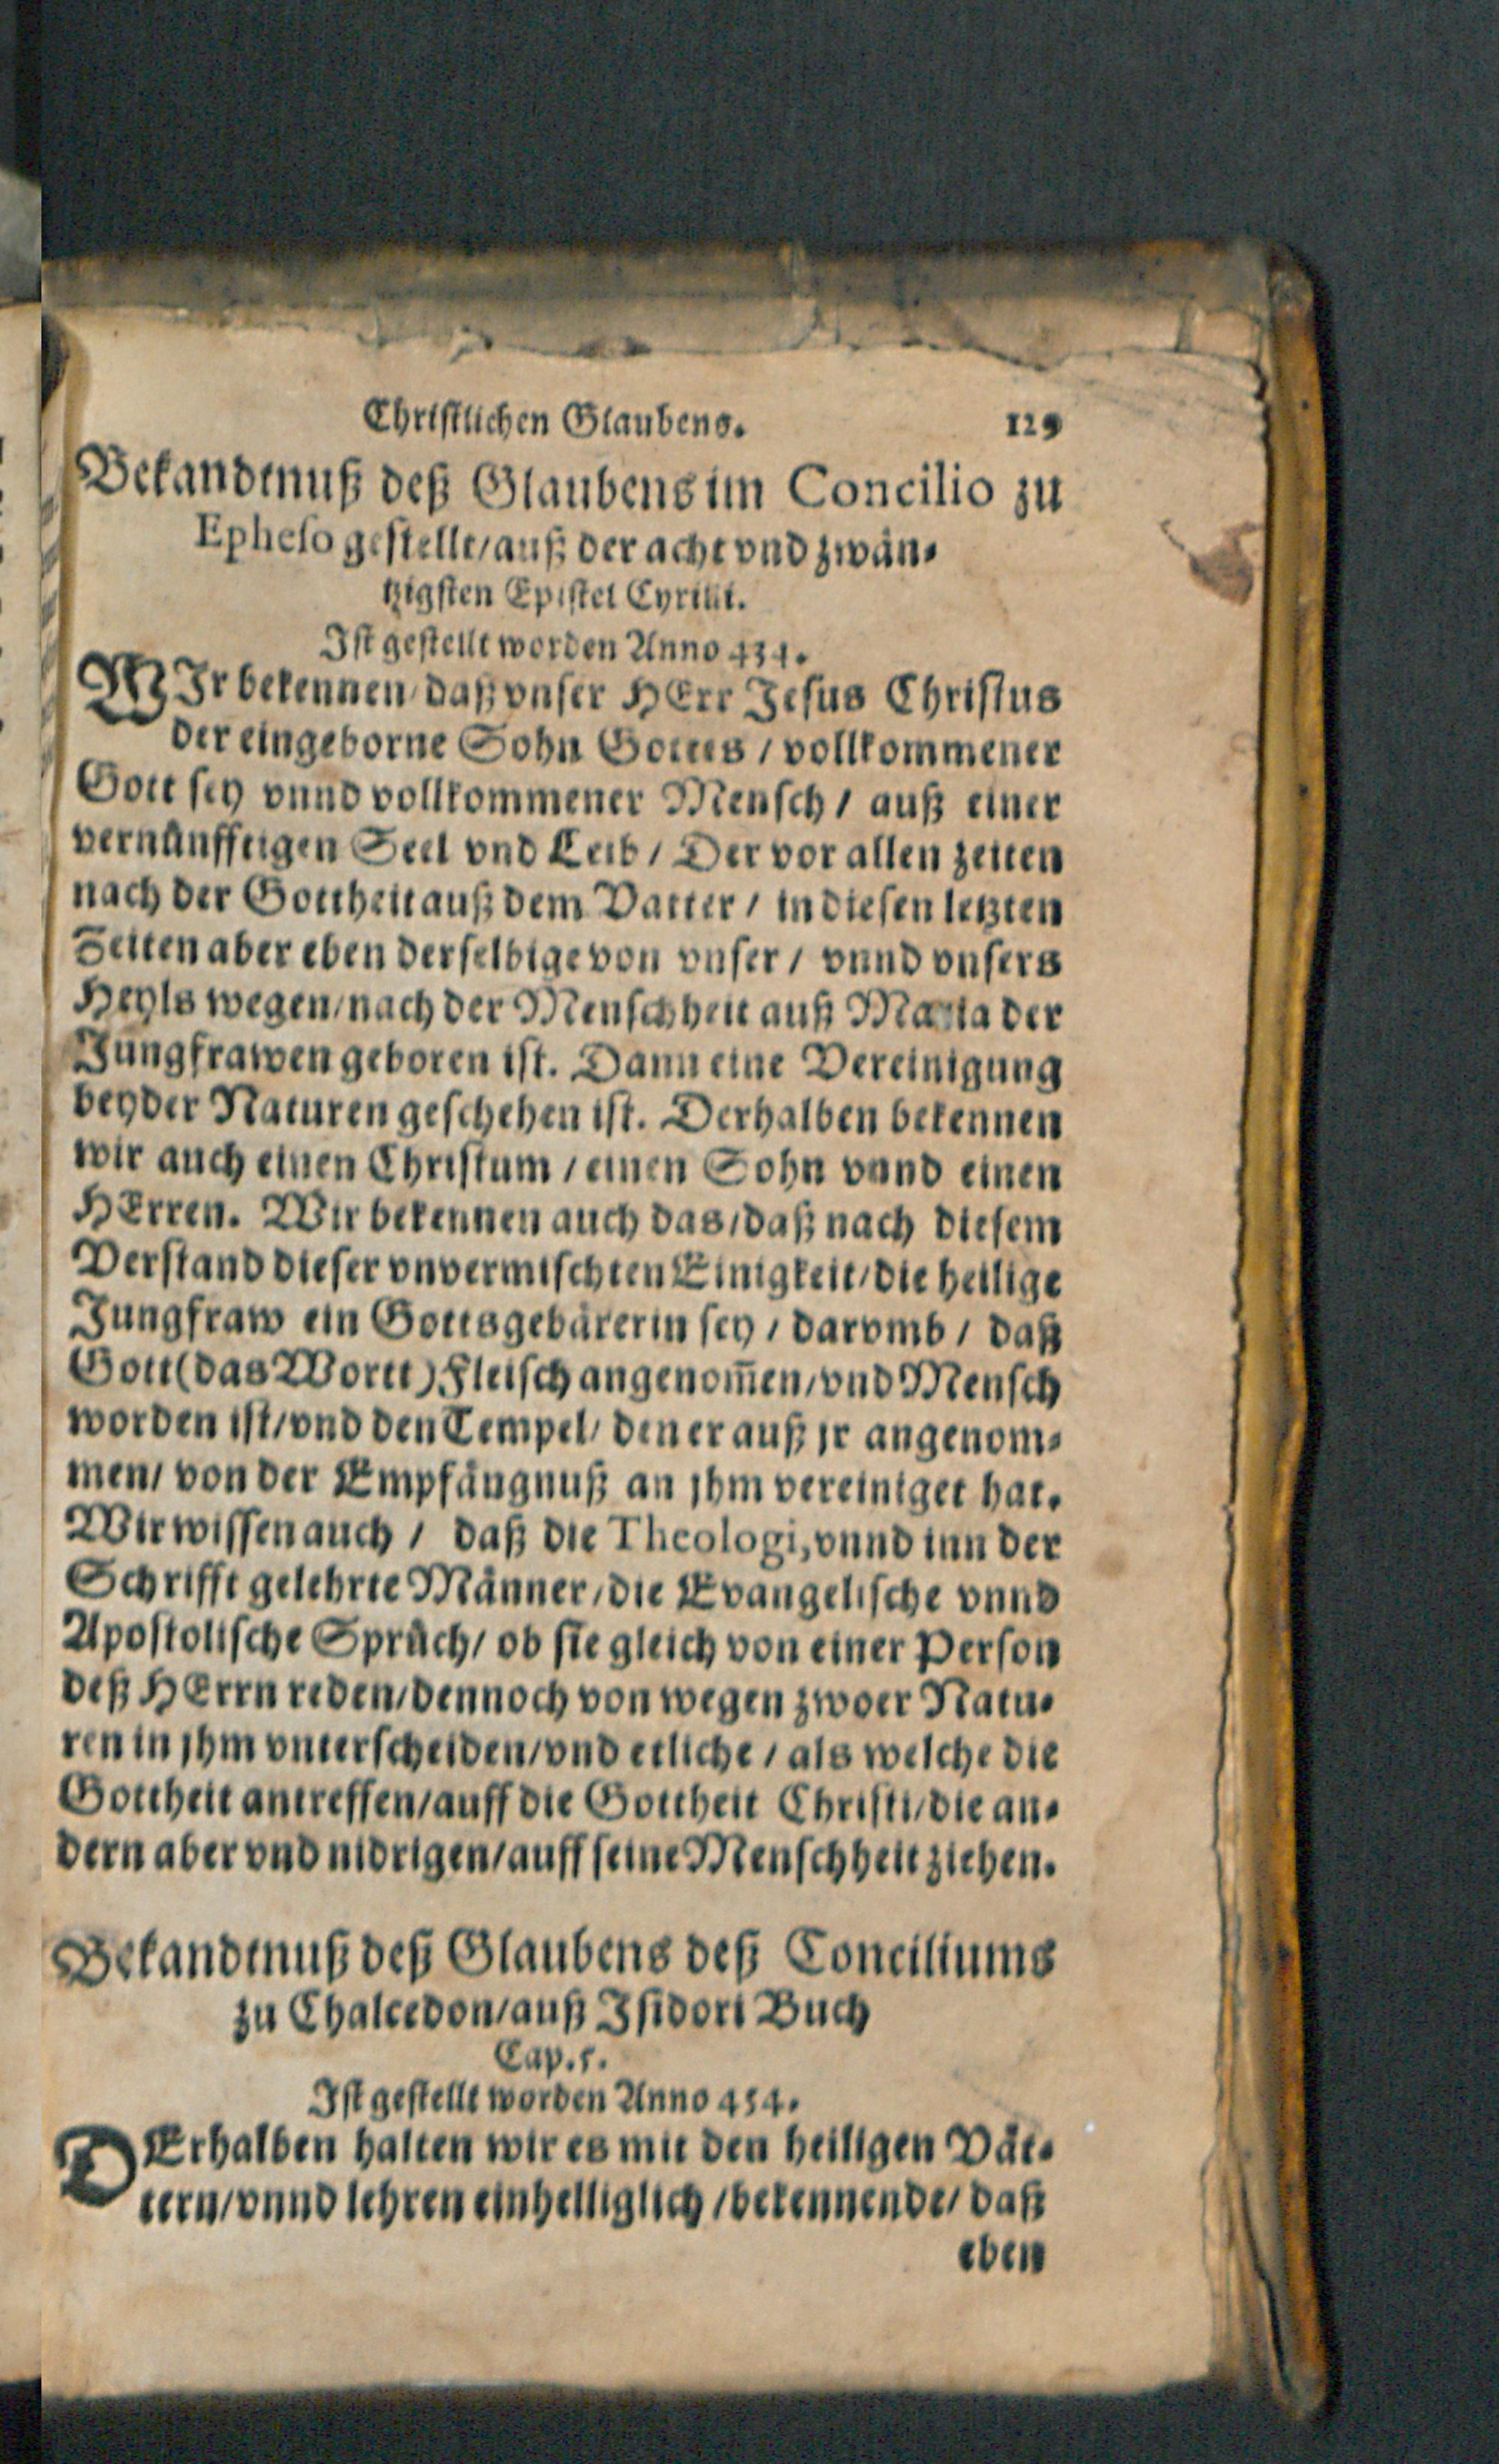 Christlichen Glaubens. 129
Bekandtnuß deß Glaubens im Concilio zu
Epheso gestellt/auß der acht vnd zwän-
tzigsten Epistel Cyrilli.
Ist gestellt worden Anno 434.
WIr bekennen/daß vnser HErr Jesus Christus
der eingeborne Sohn Gottes / vollkommener
Gott sey vnnd vollkommener Mensch / auß einer
vernünfftigen Seel vnd Leib / Der vor allen zeiten
nach der Gottheit auß dem Vatter / in diesen letzten
Zeiten aber eben derselbige von vnser / vnnd vnsers
Heyls wegen/nach der Menschheit auß Maria der
Jungfrawen geboren ist. Dann eine Vereinigung
beyder Naturen geschehen ist. Derhalben bekennen
wir auch einen Christum / einen Sohn vnnd einen
HErren. Wir bekennen auch das/daß nach diesem
Verstand dieser vnvermischten Einigkeit/die heilige
Jungfraw ein Gottsgebärerin sey / darvmb / daß
Gott (das Wortt) Fleisch angenom̄en/vnd Mensch
worden ist/vnd den Tempel/ den er auß jr angenom-
men/ von der Empfängnuß an jhm vereiniget hat.
Wir wissen auch / daß die Theologi, vnnd inn der
Schrifft gelehrte Männer/die Evangelische vnnd
Apostolische Sprüch/ ob sie gleich von einer Person
deß HErrn reden/dennoch von wegen zwoer Natu-
ren in jhm vnterscheiden/vnd etliche / als welche die
Gottheit antreffen/auff die Gottheit Christi/die an-
dern aber vnd nidrigen/auff seine Menschheit ziehen.
Bekandtnuß deß Glaubens deß Conciliums
zu Chalcedon/auß Isidori Buch
Cap. 5.
Ist gestellt worden Anno 454.
DErhalben halten wir es mit den heiligen Vät-
tern/vnnd lehren einhelliglich /bekennende/ daß
eben